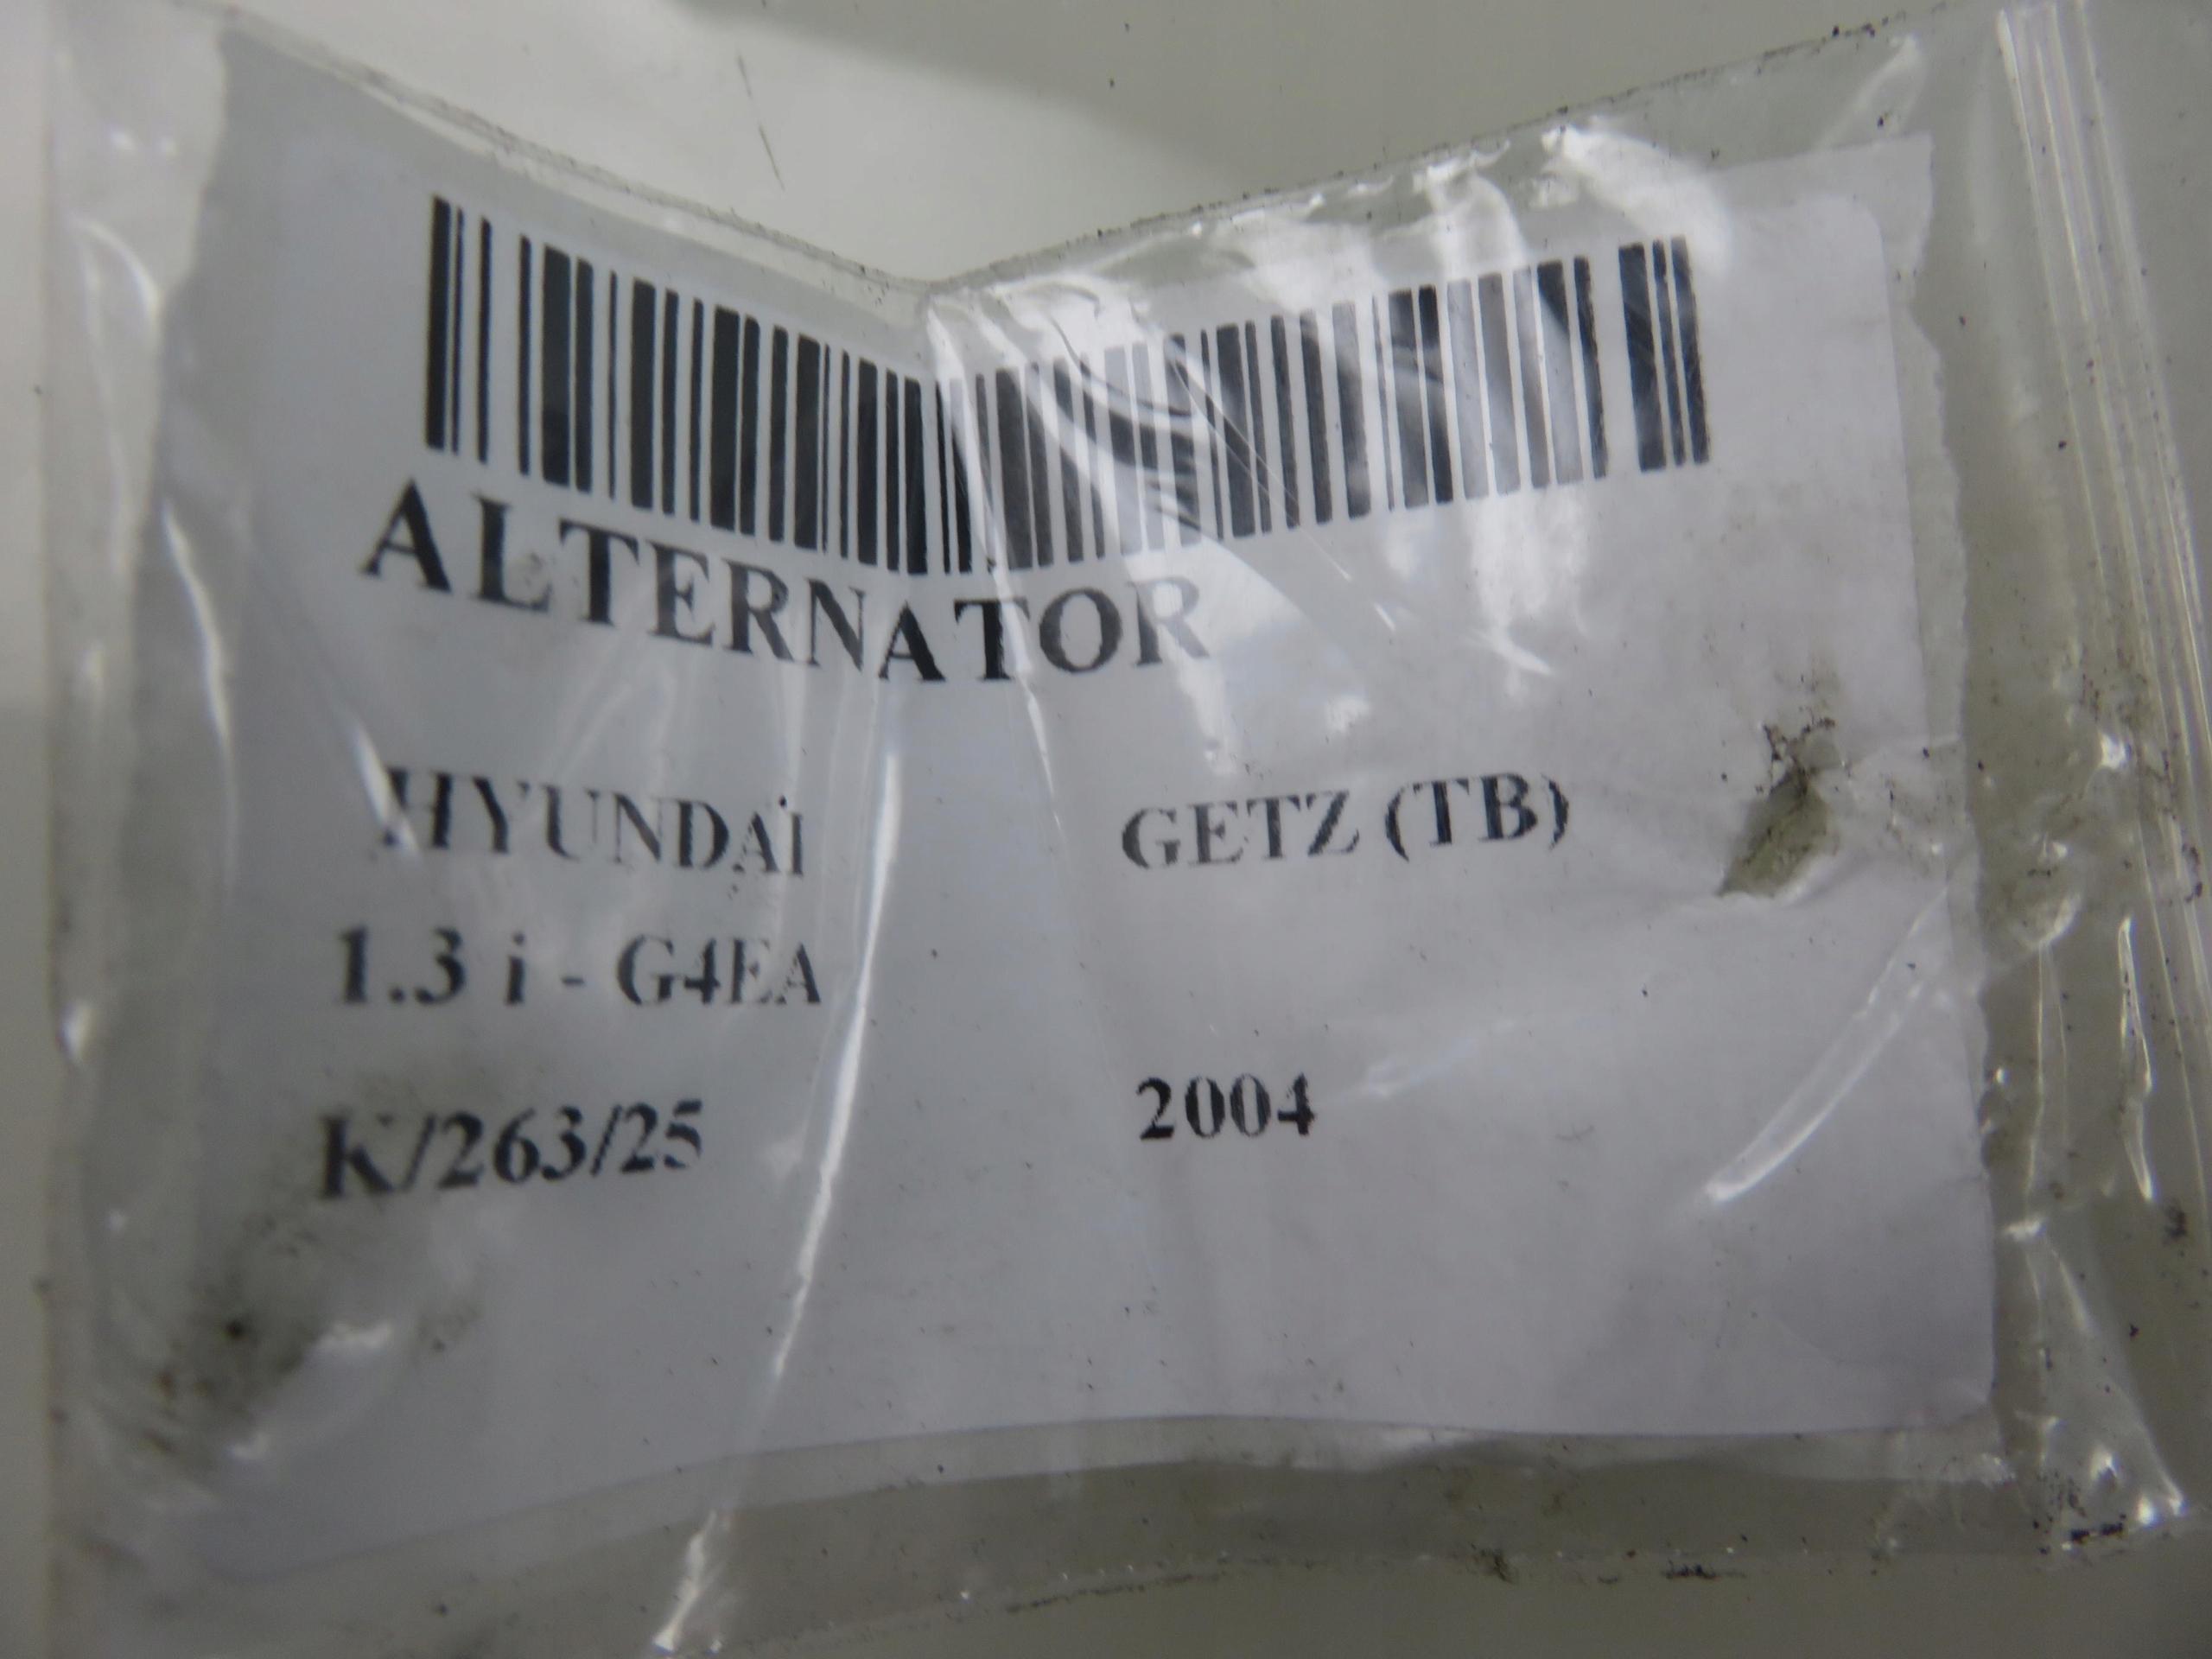 ALTERNATOR
HYUNDAI GETZ (TB)
1.3 i - G4EA
K/263/25 2004